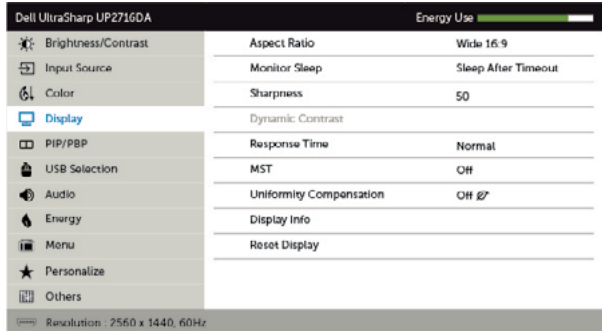 Dell UltraSharp UP2716DA Energy Use
Brightness/Contrast Aspect Ratio Wide 16:9
Input Source Monitor Sleep Sleep After Timeout
Color Sharpness 50
Display Dynamic Contrast
PIP/PBP Response Time Normal
USB Selection MST Off
Audio Uniformity Compensation Off
Energy Display Info
Menu Reset Display
Personalize
Others
Resolution : 2560 x 1440, 60Hz